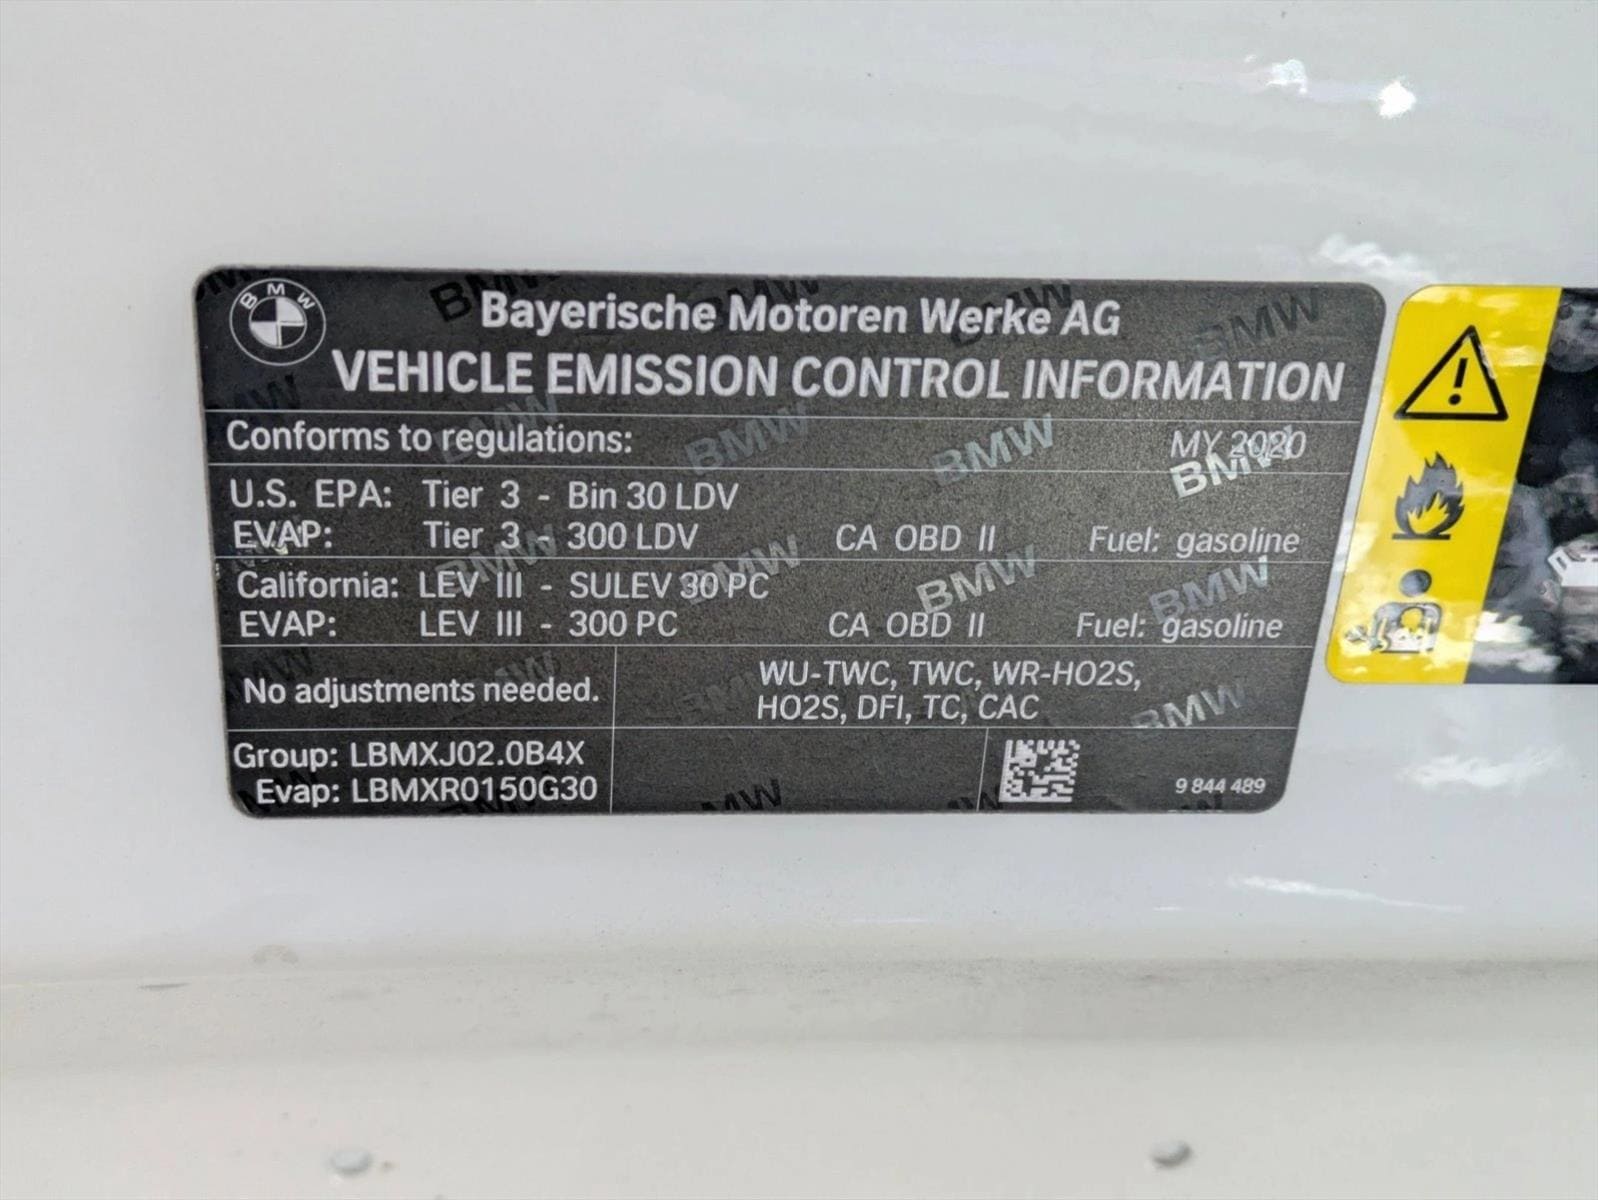 BMW
Bayerische Motoren Werke AG
VEHICLE EMISSION CONTROL INFORMATION
Conforms to regulations: MY 2020
U.S. EPA: Tier 3 - Bin 30 LDV
EVAP: Tier 3 - 300 LDV CA OBD II Fuel: gasoline
California: LEV III - SULEV 30 PC
EVAP: LEV III - 300 PC CA OBD II Fuel: gasoline
No adjustments needed.
WU-TWC, TWC, WR-HO2S,
HO2S, DFI, TC, CAC
Group: LBMXJ02.0B4X
Evap: LBMXR0150G30
9 844 489